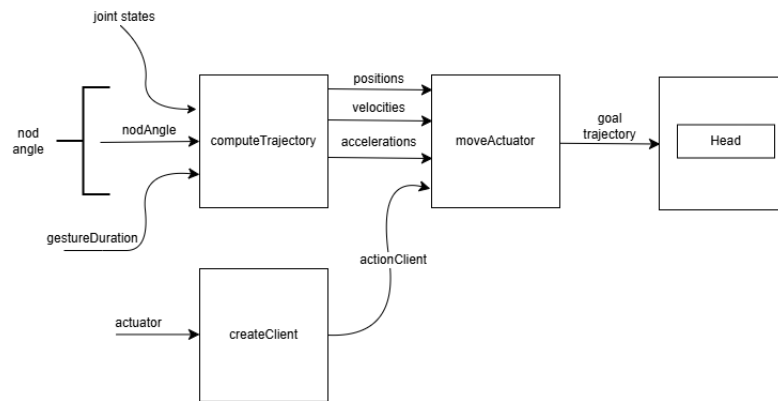 joint states
positions
velocities
goal
trajectory
nod
angle
nodAngle
computeTrajectory
accelerations
moveActuator
Head
gestureDuration
actionClient
actuator
createClient